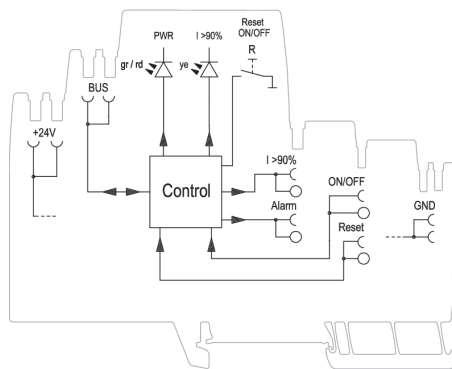 PWR
I >90%
Reset
ON/OFF
R
gr / rd
ye
BUS
+24V
I >90%
Control
ON/OFF
Alarm
GND
Reset